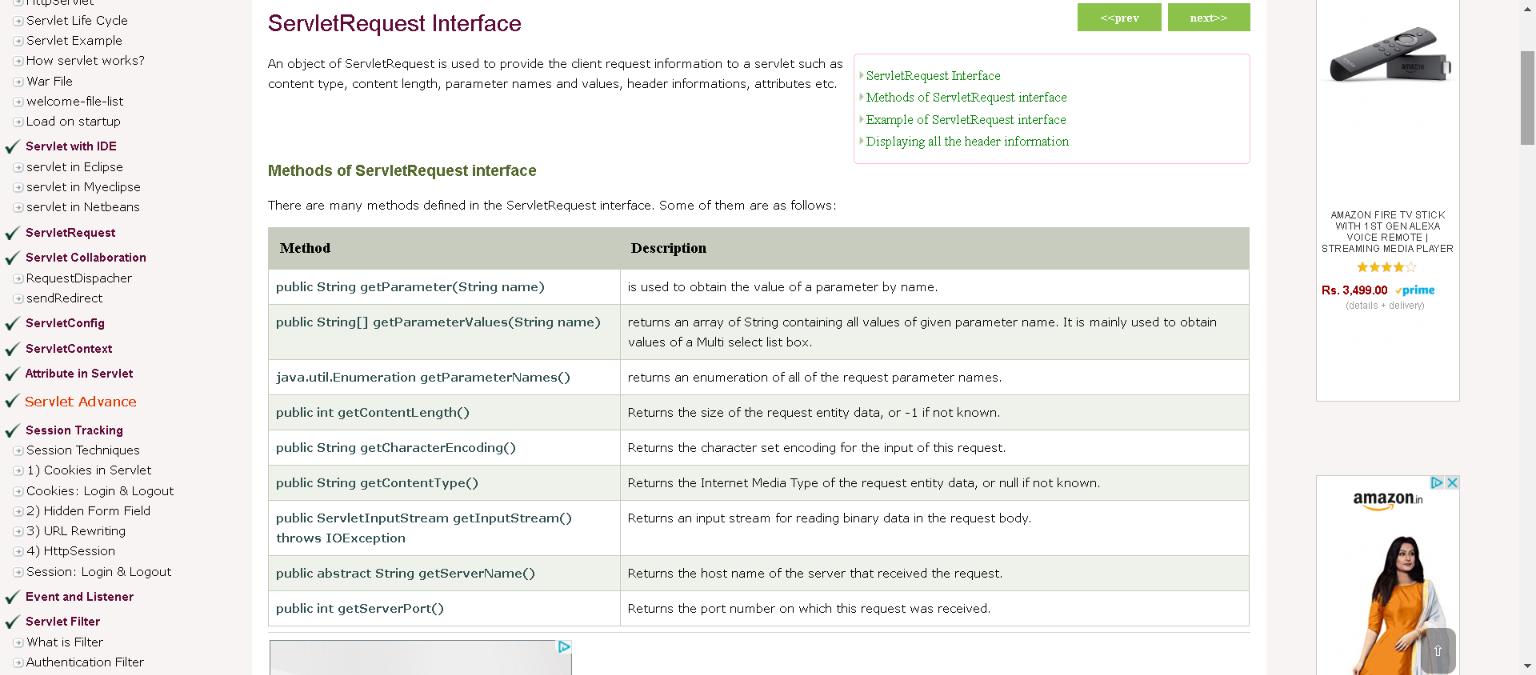 HttpServlet
Servlet Life Cycle
Servlet Example
How servlet works?
War File
welcome-file-list
Load on startup
Servlet with IDE
servlet in Eclipse
servlet in Myeclipse
servlet in Netbeans
ServletRequest
Servlet Collaboration
RequestDispacher
sendRedirect
ServletConfig
ServletContext
Attribute in Servlet
Servlet Advance
Session Tracking
Session Techniques
1) Cookies in Servlet
Cookies: Login & Logout
2) Hidden Form Field
3) URL Rewriting
4) HttpSession
Session: Login & Logout
Event and Listener
Servlet Filter
What is Filter
Authentication Filter
ServletRequest Interface
<<prev
next>>
An object of ServletRequest is used to provide the client request information to a servlet such as
content type, content length, parameter names and values, header informations, attributes etc.
ServletRequest Interface
Methods of ServletRequest interface
Example of ServletRequest interface
Displaying all the header information
Methods of ServletRequest interface
There are many methods defined in the ServletRequest interface. Some of them are as follows:
Method Description
public String getParameter(String name) is used to obtain the value of a parameter by name.
public String[] getParameterValues(String name) returns an array of String containing all values of given parameter name. It is mainly used to obtain
values of a Multi select list box.
java.util.Enumeration getParameterNames() returns an enumeration of all of the request parameter names.
public int getContentLength() Returns the size of the request entity data, or -1 if not known.
public String getCharacterEncoding() Returns the character set encoding for the input of this request.
public String getContentType() Returns the Internet Media Type of the request entity data, or null if not known.
public ServletInputStream getInputStream() Returns an input stream for reading binary data in the request body.
throws IOException
public abstract String getServerName() Returns the host name of the server that received the request.
public int getServerPort() Returns the port number on which this request was received.
amazon
AMAZON FIRE TV STICK
WITH 1ST GEN ALEXA
VOICE REMOTE |
STREAMING MEDIA PLAYER
Rs. 3,499.00 prime
(details + delivery)
amazon.in